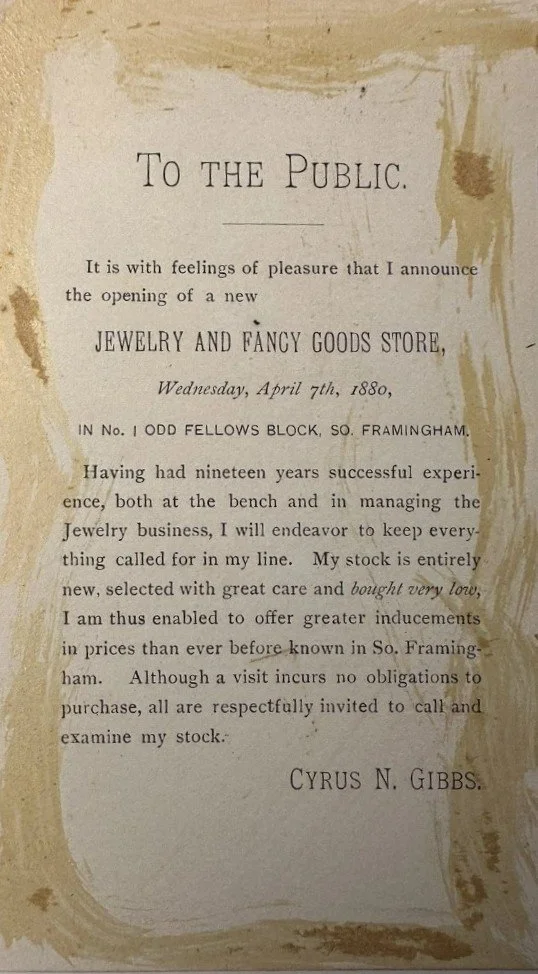 To the Public.
It is with feelings of pleasure that I announce
the opening of a new
JEWELRY AND FANCY GOODS STORE,
Wednesday, April 7th, 1880,
IN No. 1 ODD FELLOWS BLOCK, SO. FRAMINGHAM.
Having had nineteen years successful experi-
ence, both at the bench and in managing the
Jewelry business, I will endeavor to keep every-
thing called for in my line. My stock is entirely
new, selected with great care and bought very low,
I am thus enabled to offer greater inducements
in prices than ever before known in So. Framing-
ham. Although a visit incurs no obligations to
purchase, all are respectfully invited to call and
examine my stock.
Cyrus N. Gibbs.